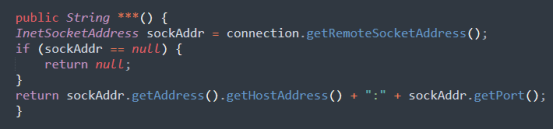 public String ***() {
InetSocketAddress sockAddr = connection.getRemoteSocketAddress();
if (sockAddr == null) {
    return null;
}
return sockAddr.getAddress().getHostAddress() + ":" + sockAddr.getPort();
}